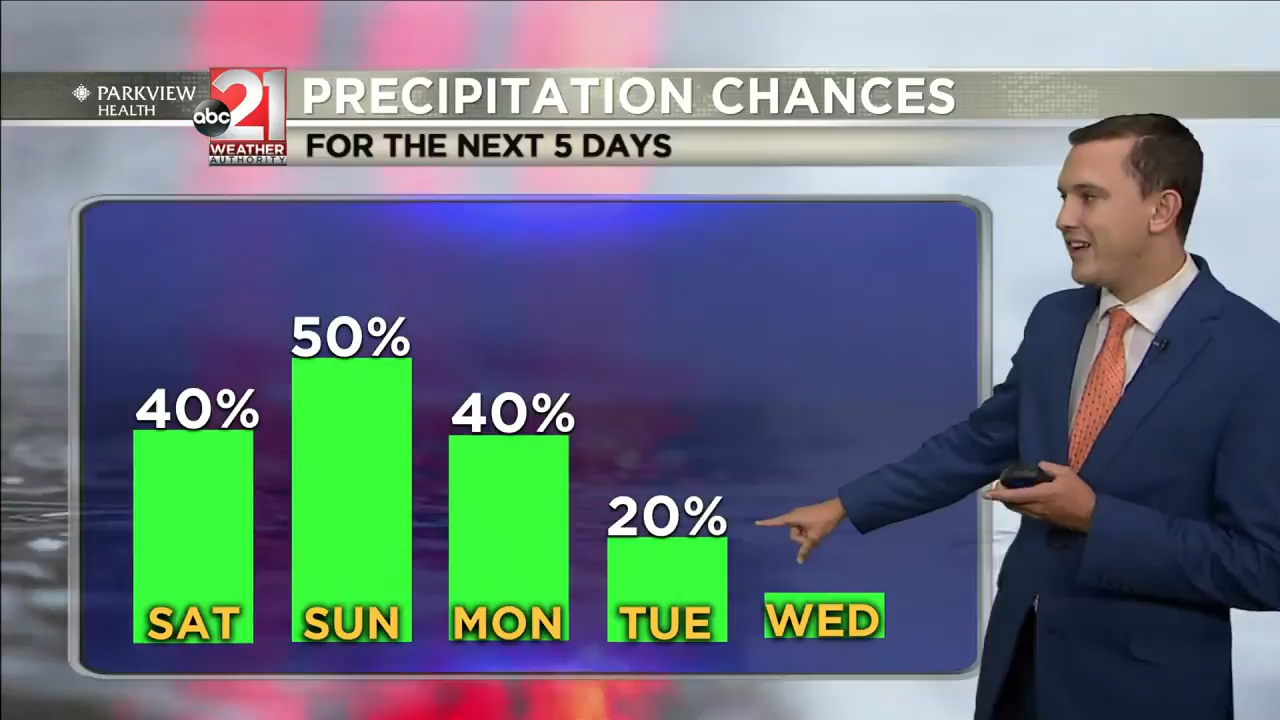 PARKVIEW
HEALTH
abc
21
WEATHER
AUTHORITY
PRECIPITATION CHANCES
FOR THE NEXT 5 DAYS
40%
50%
40%
20%
SAT
SUN
MON
TUE
WED